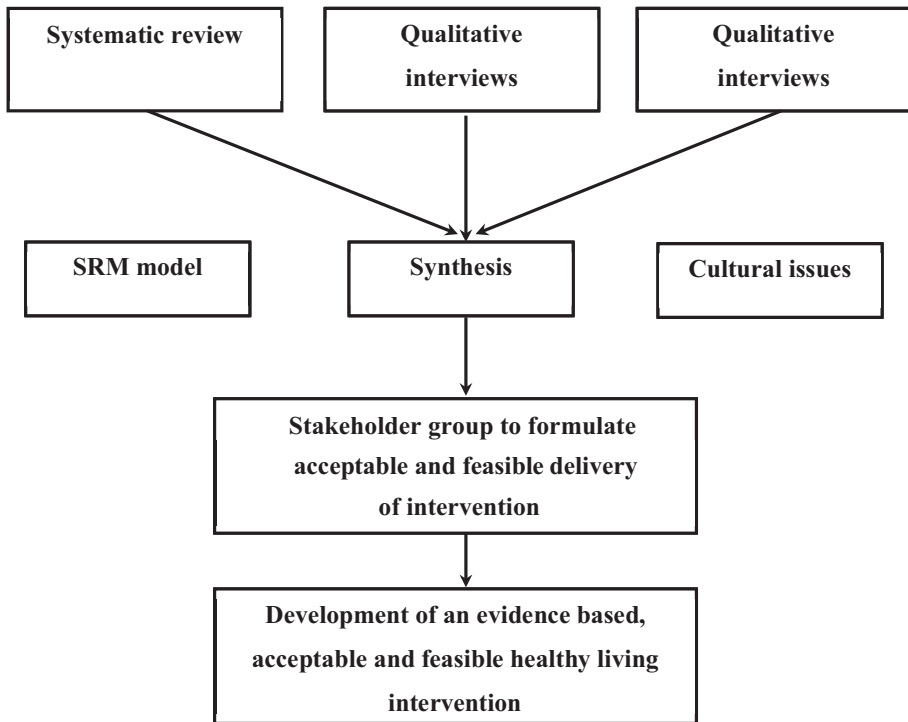 Systematic review
Qualitative
interviews
Qualitative
interviews
SRM model
Synthesis
Cultural issues
Stakeholder group to formulate
acceptable and feasible delivery
of intervention
Development of an evidence based,
acceptable and feasible healthy living
intervention